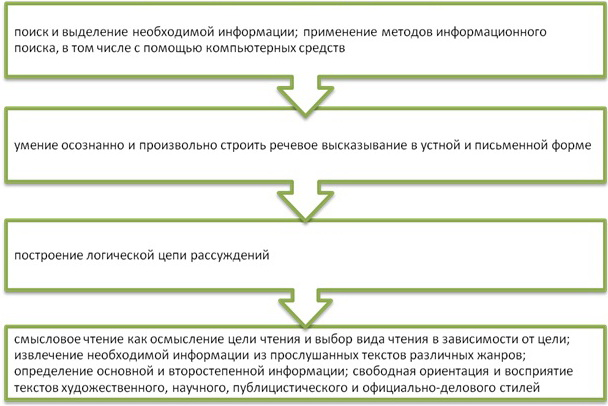 поиск и выделение необходимой информации; применение методов информационного
поиска, в том числе с помощью компьютерных средств
умение осознанно и произвольно строить речевое высказывание в устной и письменной форме
построение логической цепи рассуждений
смысловое чтение как осмысление цели чтения и выбор вида чтения в зависимости от цели;
извлечение необходимой информации из прослушанных текстов различных жанров;
определение основной и второстепенной информации; свободная ориентация и восприятие
текстов художественного, научного, публицистического и официально-делового стилей